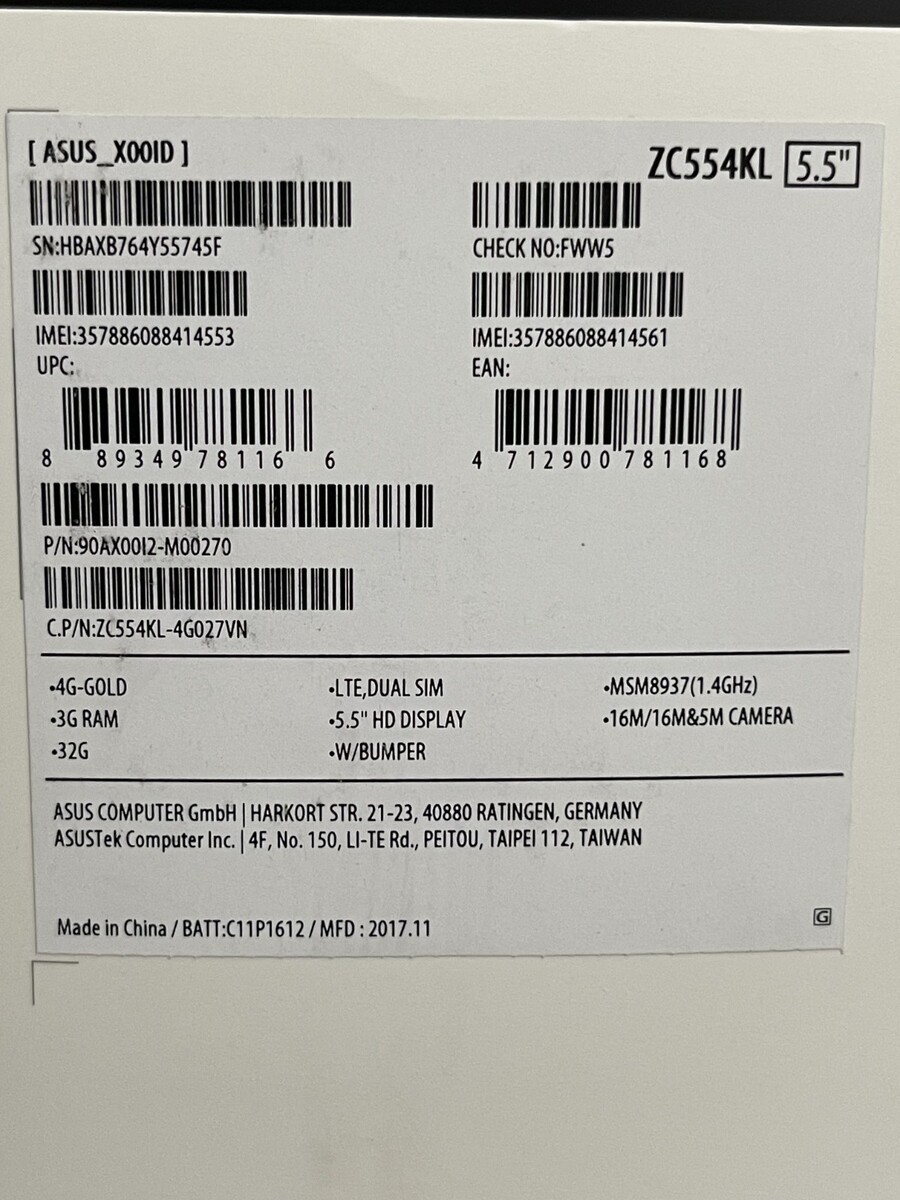 [ ASUS_X00ID ]
ZC554KL 5.5"
SN:HBAXB764Y55745F
CHECK NO:FWW5
IMEI:357886088414553
IMEI:357886088414561
UPC:
EAN:
8 89349 78116 6
4 712900 781168
P/N:90AX00I2-M00270
C.P/N:ZC554KL-4G027VN
•4G-GOLD
•LTE,DUAL SIM
•MSM8937(1.4GHz)
•3G RAM
•5.5" HD DISPLAY
•16M/16M&5M CAMERA
•32G
•W/BUMPER
ASUS COMPUTER GmbH | HARKORT STR. 21-23, 40880 RATINGEN, GERMANY
ASUSTek Computer Inc. | 4F, No. 150, LI-TE Rd., PEITOU, TAIPEI 112, TAIWAN
Made in China / BATT:C11P1612 / MFD : 2017.11
G